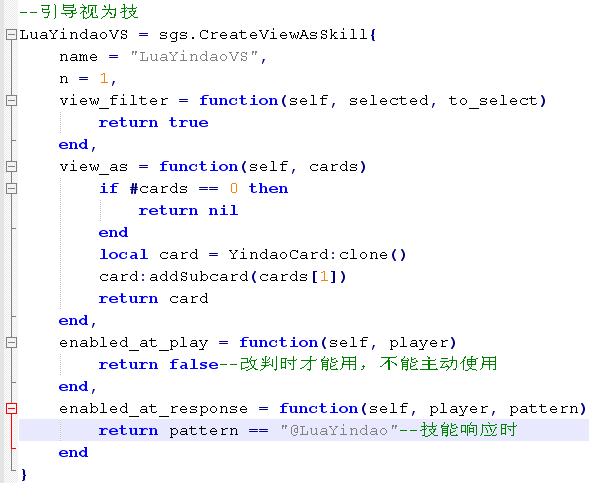 --引导视为技
LuaYindaoVS = sgs.CreateViewAsSkill{
    name = "LuaYindaoVS",
    n = 1,
    view_filter = function(self, selected, to_select)
        return true
    end,
    view_as = function(self, cards)
        if #cards == 0 then
            return nil
        end
        local card = YindaoCard:clone()
        card:addSubcard(cards[1])
        return card
    end,
    enabled_at_play = function(self, player)
        return false--改判时才能用，不能主动使用
    end,
    enabled_at_response = function(self, player, pattern)
        return pattern == "@LuaYindao"--技能响应时
    end
}